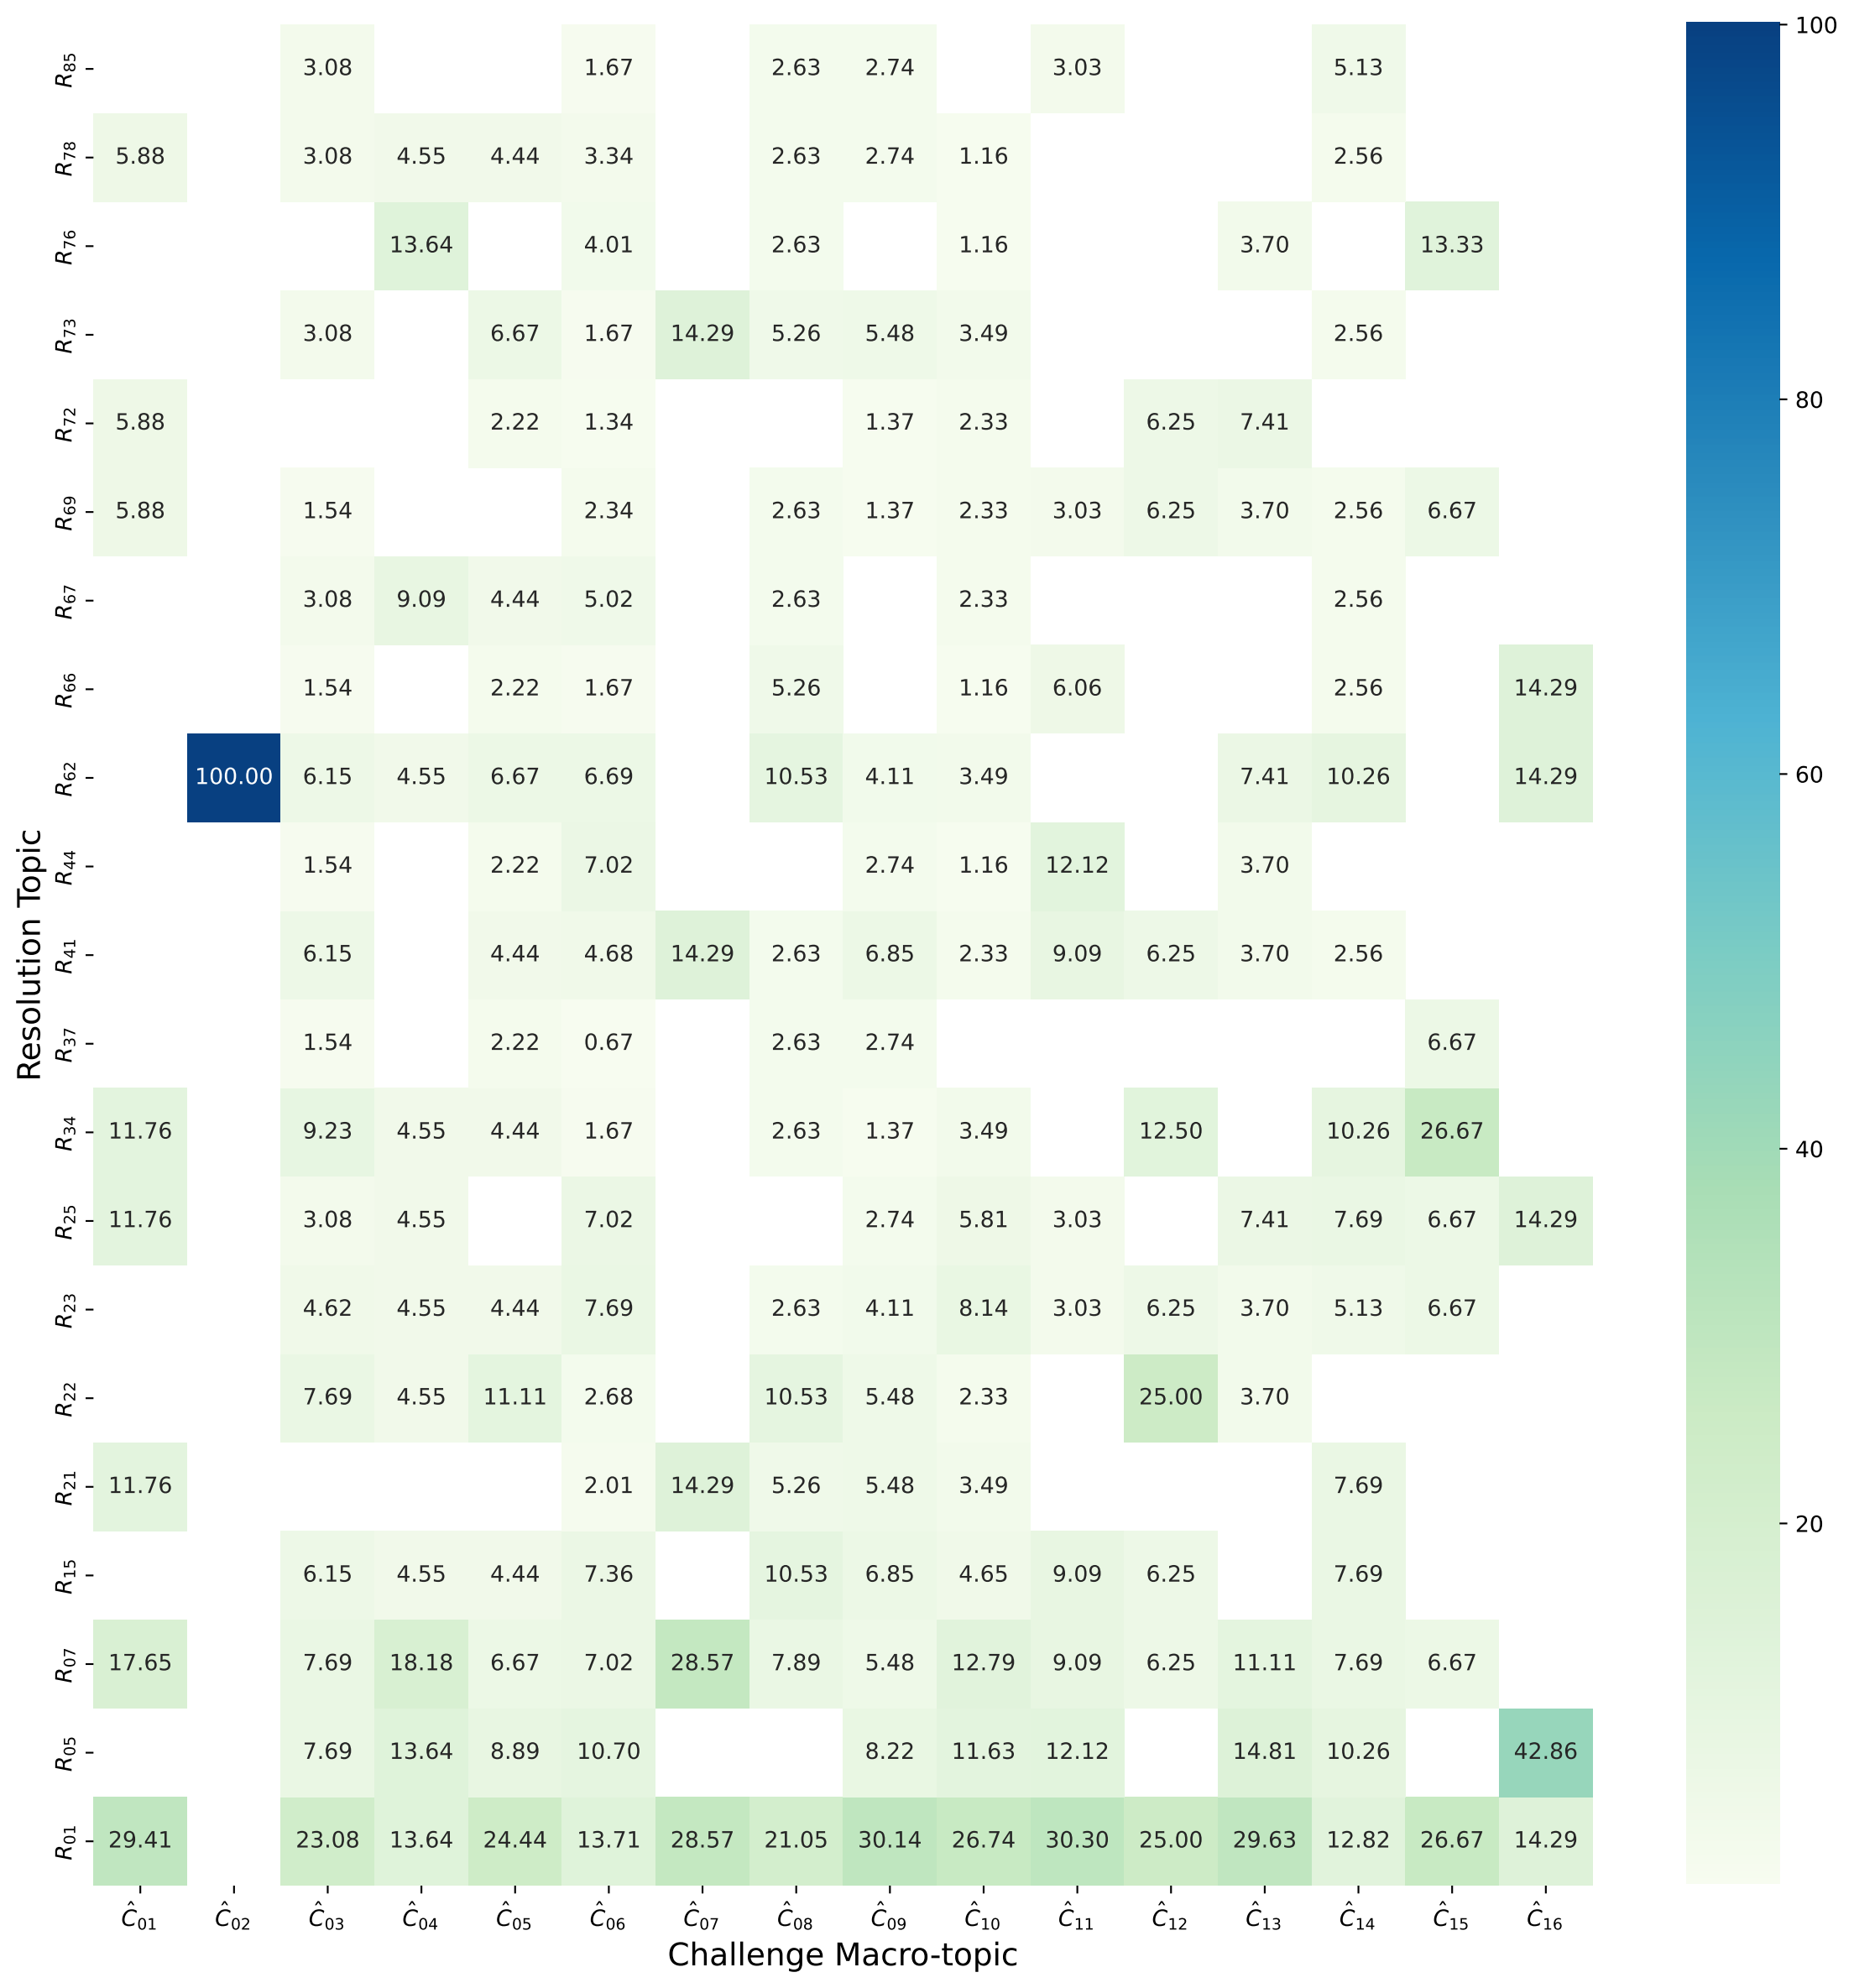 R85 3.08 1.67 2.63 2.74 3.03 5.13
R78 5.88 3.08 4.55 4.44 3.34 2.63 2.74 1.16 2.56
R76 13.64 4.01 2.63 1.16 3.70 13.33
R73 3.08 6.67 1.67 14.29 5.26 5.48 3.49 2.56
R72 5.88 2.22 1.34 1.37 2.33 6.25 7.41
R69 5.88 1.54 2.34 2.63 1.37 2.33 3.03 6.25 3.70 2.56 6.67
R67 3.08 9.09 4.44 5.02 2.63 2.33 2.56
R66 1.54 2.22 1.67 5.26 1.16 6.06 2.56 14.29
R62 100.00 6.15 4.55 6.67 6.69 10.53 4.11 3.49 7.41 10.26 14.29
R44 1.54 2.22 7.02 2.74 1.16 12.12 3.70
R41 6.15 4.44 4.68 14.29 2.63 6.85 2.33 9.09 6.25 3.70 2.56
R37 1.54 2.22 0.67 2.63 2.74 6.67
R34 11.76 9.23 4.55 4.44 1.67 2.63 1.37 3.49 12.50 10.26 26.67
R25 11.76 3.08 4.55 7.02 2.74 5.81 3.03 7.41 7.69 6.67 14.29
R23 4.62 4.55 4.44 7.69 2.63 4.11 8.14 3.03 6.25 3.70 5.13 6.67
R22 7.69 4.55 11.11 2.68 10.53 5.48 2.33 25.00 3.70
R21 11.76 2.01 14.29 5.26 5.48 3.49 7.69
R15 6.15 4.55 4.44 7.36 10.53 6.85 4.65 9.09 6.25 7.69
R07 17.65 7.69 18.18 6.67 7.02 28.57 7.89 5.48 12.79 9.09 6.25 11.11 7.69 6.67
R05 7.69 13.64 8.89 10.70 8.22 11.63 12.12 14.81 10.26 42.86
R01 29.41 23.08 13.64 24.44 13.71 28.57 21.05 30.14 26.74 30.30 25.00 29.63 12.82 26.67 14.29
Ĉ01 Ĉ02 Ĉ03 Ĉ04 Ĉ05 Ĉ06 Ĉ07 Ĉ08 Ĉ09 Ĉ10 Ĉ11 Ĉ12 Ĉ13 Ĉ14 Ĉ15 Ĉ16
Challenge Macro-topic
Resolution Topic
100
80
60
40
20